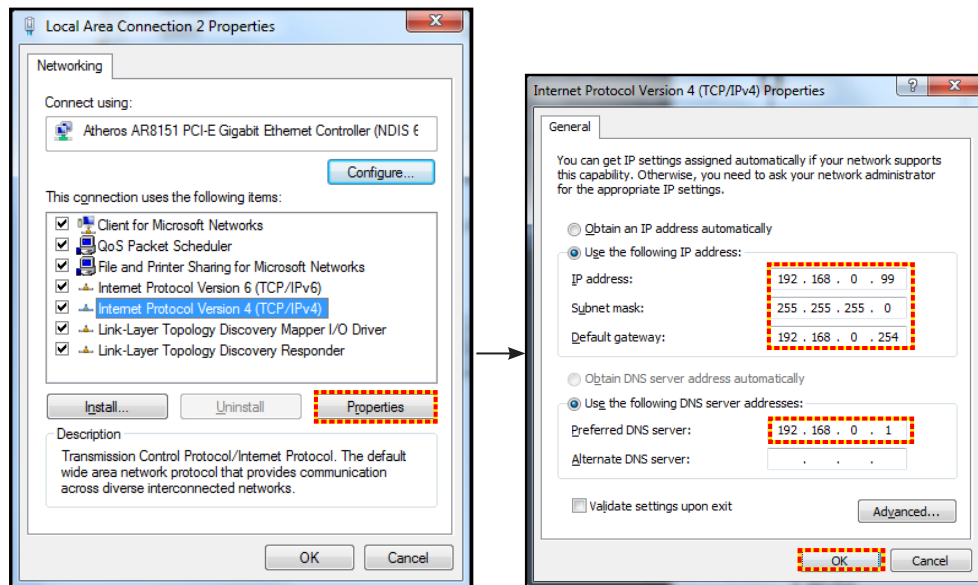 Local Area Connection 2 Properties
Networking
Connect using:
Atheros AR8151 PCI-E Gigabit Ethernet Controller (NDIS 6
Configure...
This connection uses the following items:
Client for Microsoft Networks
QoS Packet Scheduler
File and Printer Sharing for Microsoft Networks
Internet Protocol Version 6 (TCP/IPv6)
Internet Protocol Version 4 (TCP/IPv4)
Link-Layer Topology Discovery Mapper I/O Driver
Link-Layer Topology Discovery Responder
Install...
Uninstall
Properties
Description
Transmission Control Protocol/Internet Protocol. The default
wide area network protocol that provides communication
across diverse interconnected networks.
OK
Cancel
Internet Protocol Version 4 (TCP/IPv4) Properties
General
You can get IP settings assigned automatically if your network supports
this capability. Otherwise, you need to ask your network administrator
for the appropriate IP settings.
Obtain an IP address automatically
Use the following IP address:
IP address: 192 . 168 . 0 . 99
Subnet mask: 255 . 255 . 255 . 0
Default gateway: 192 . 168 . 0 . 254
Obtain DNS server address automatically
Use the following DNS server addresses:
Preferred DNS server: 192 . 168 . 0 . 1
Alternate DNS server: . . .
Validate settings upon exit
Advanced...
OK
Cancel